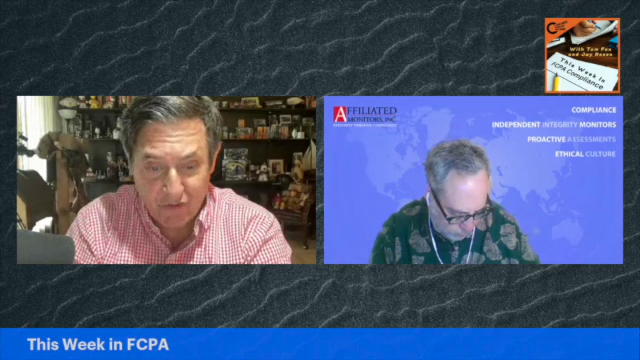 With Tom Fox
and Jay Rosen
This Week in
FCPA Compliance
AFFILIATED
MONITORS, INC
COMPLIANCE
INDEPENDENT INTEGRITY MONITORS
PROACTIVE ASSESSMENTS
ETHICAL CULTURE
This Week in FCPA